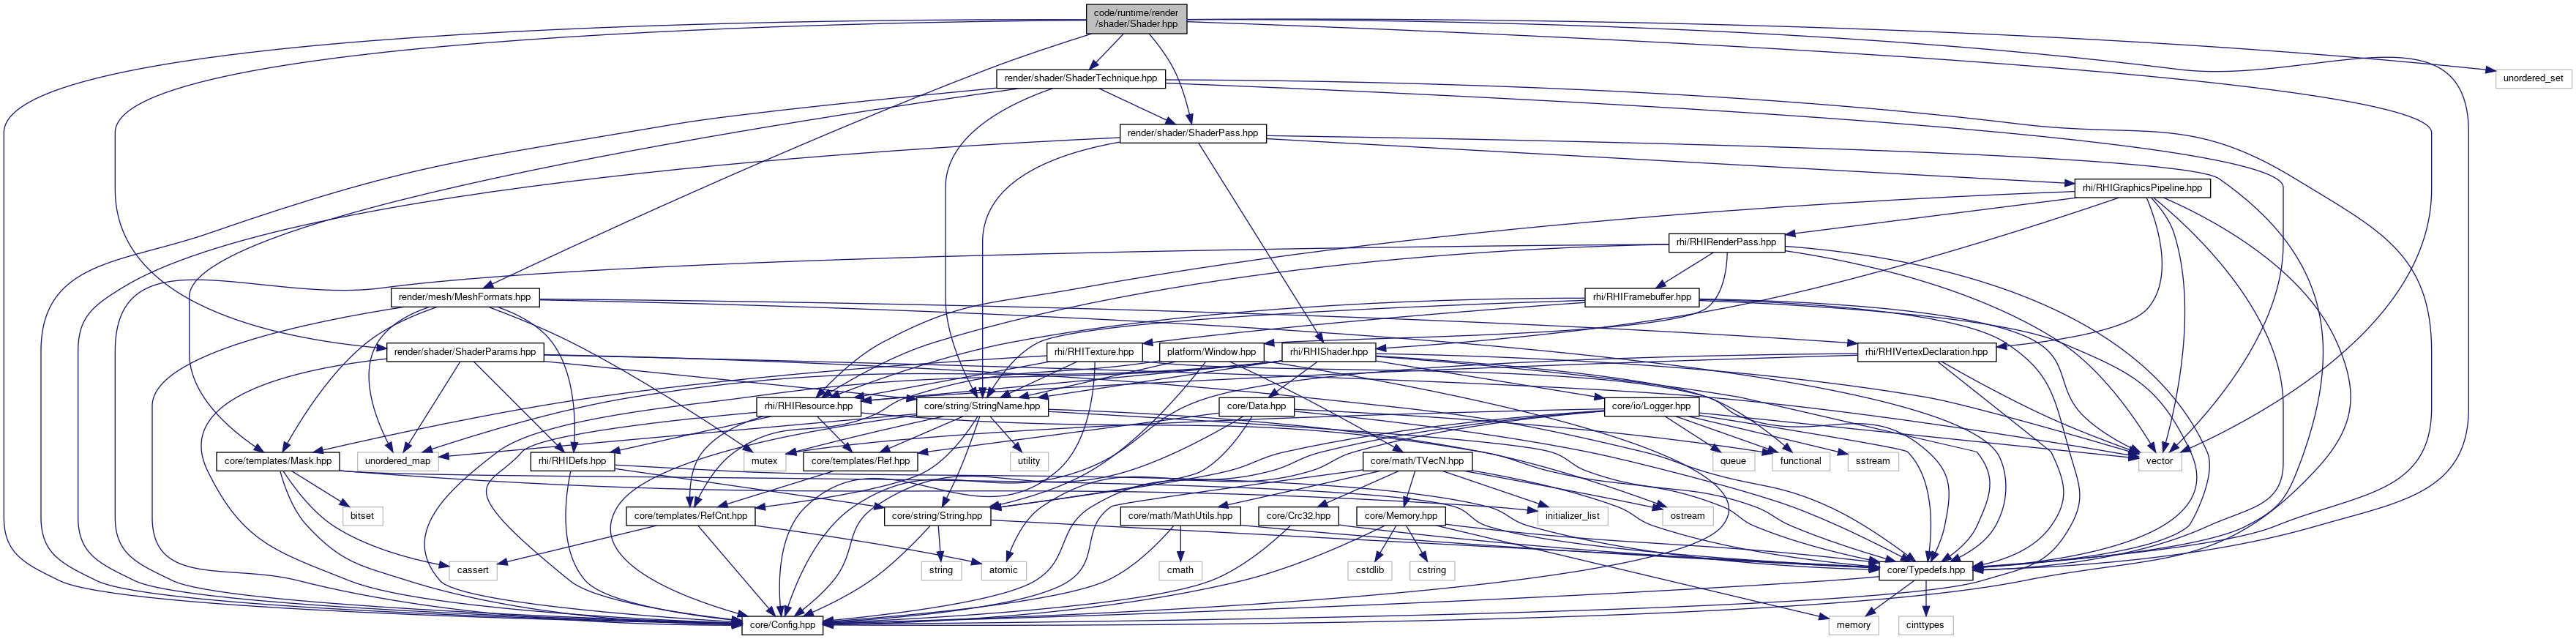 code/runtime/render
/shader/Shader.hpp
render/shader/ShaderTechnique.hpp
unordered_set
render/shader/ShaderPass.hpp
rhi/RHIGraphicsPipeline.hpp
rhi/RHIRenderPass.hpp
render/mesh/MeshFormats.hpp
rhi/RHIFramebuffer.hpp
render/shader/ShaderParams.hpp
rhi/RHITexture.hpp
platform/Window.hpp
rhi/RHIShader.hpp
rhi/RHIVertexDeclaration.hpp
rhi/RHIResource.hpp
core/string/StringName.hpp
core/Data.hpp
core/io/Logger.hpp
core/templates/Mask.hpp
unordered_map
rhi/RHIDefs.hpp
mutex
core/templates/Ref.hpp
utility
core/math/TVecN.hpp
queue
functional
sstream
vector
bitset
core/templates/RefCnt.hpp
core/string/String.hpp
core/math/MathUtils.hpp
core/Crc32.hpp
core/Memory.hpp
initializer_list
ostream
cassert
string
atomic
cmath
cstdlib
cstring
core/Typedefs.hpp
core/Config.hpp
memory
cinttypes